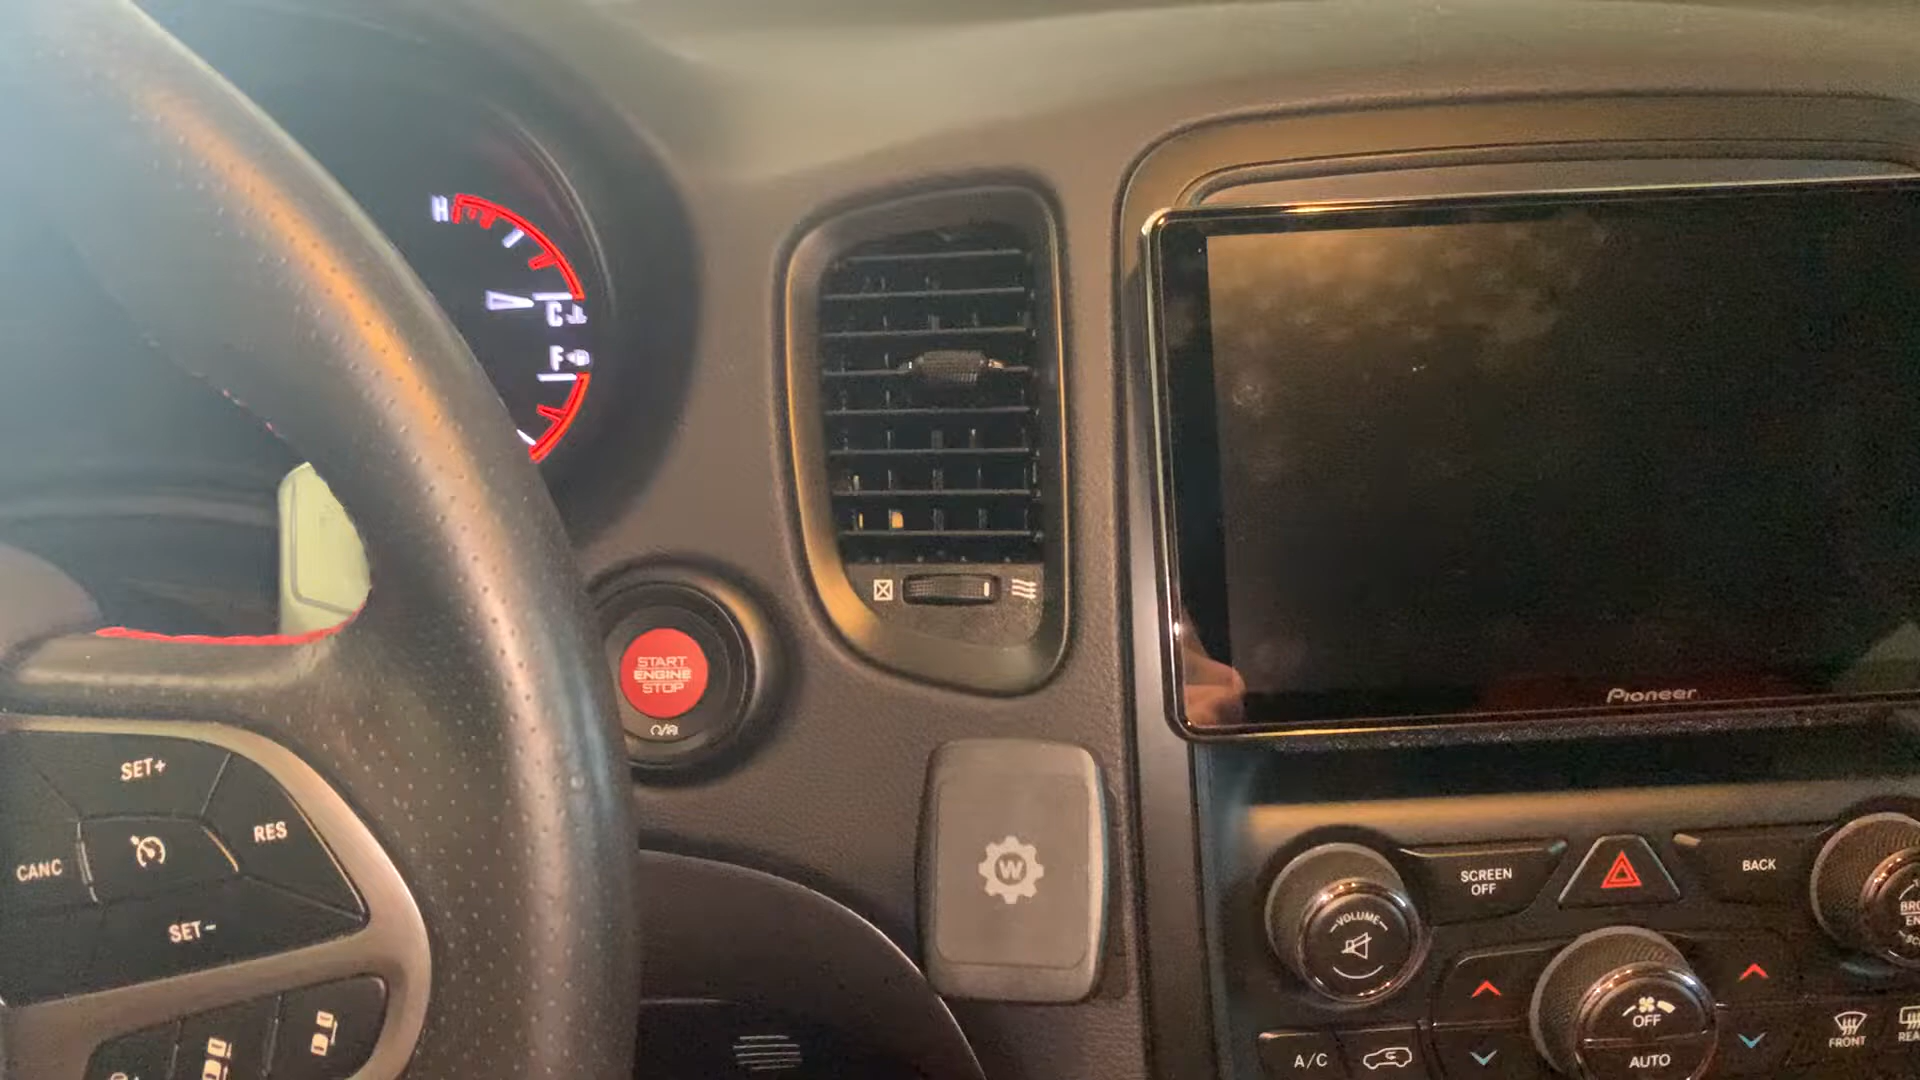 H
C
F
START
ENGINE
STOP
Pioneer
SET+
RES
CANC
SET-
W
SCREEN
OFF
BACK
VOLUME
OFF
AUTO
A/C
FRONT